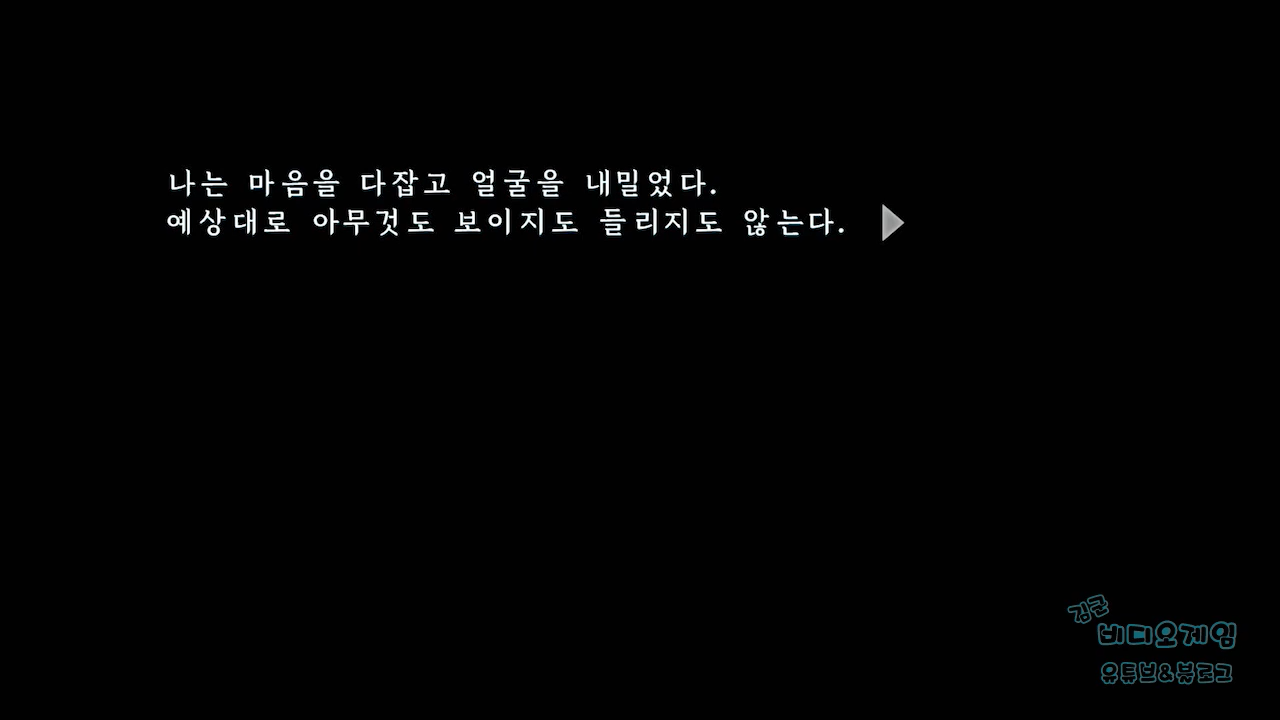 나는 마음을 다잡고 얼굴을 내밀었다.
예상대로 아무것도 보이지도 들리지도 않는다.
김군
비디오게임
유튜브&블로그